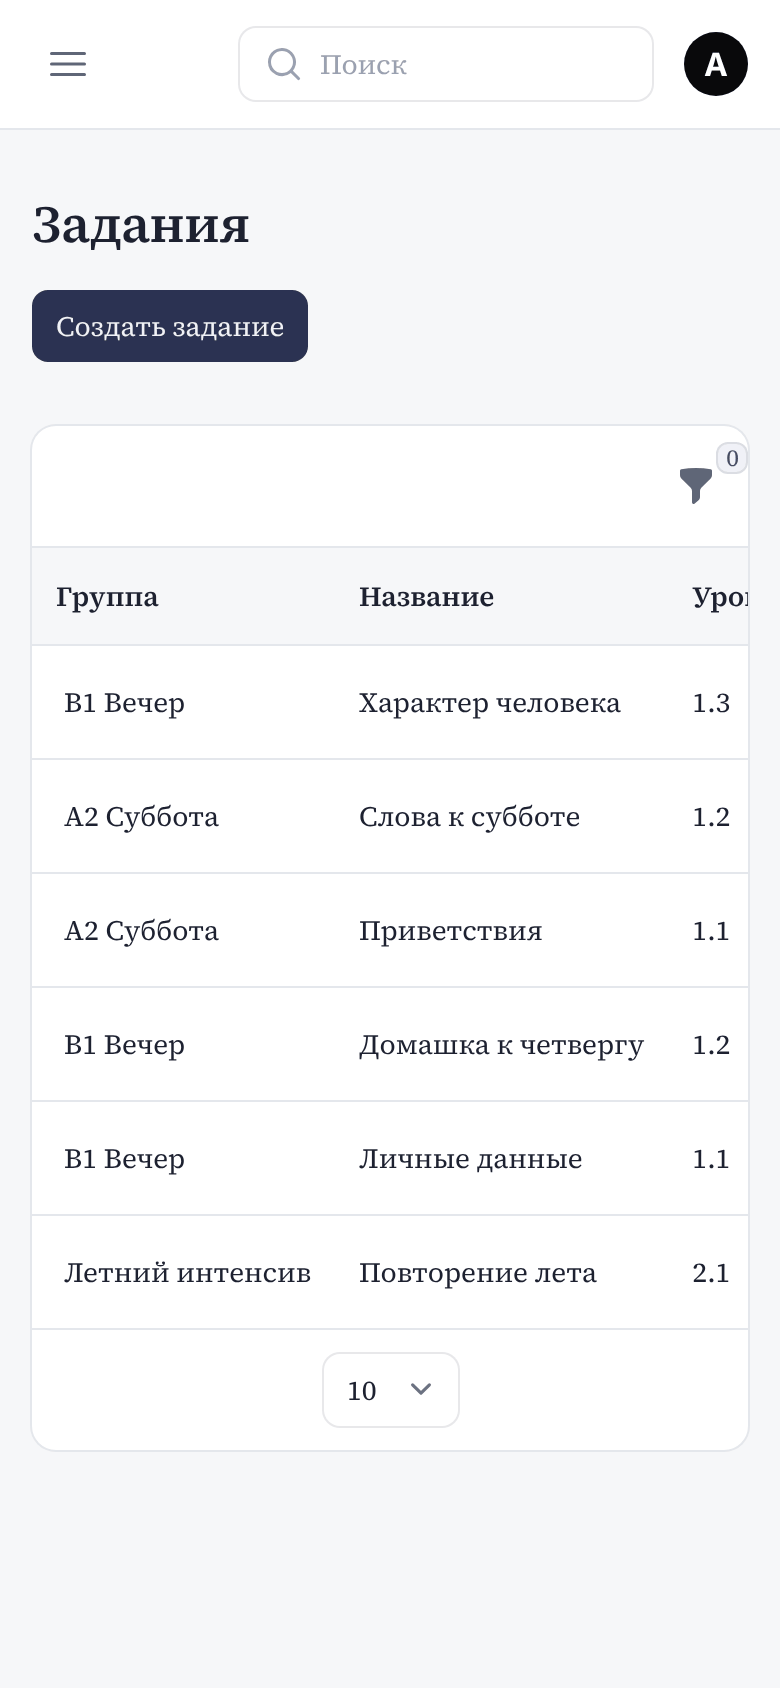 Поиск
A
Задания
Создать задание
0
Группа Название
B1 Вечер Характер человека 1.3
A2 Суббота Слова к субботе 1.2
A2 Суббота Приветствия 1.1
B1 Вечер Домашка к четвергу 1.2
B1 Вечер Личные данные 1.1
Летний интенсив Повторение лета 2.1
10